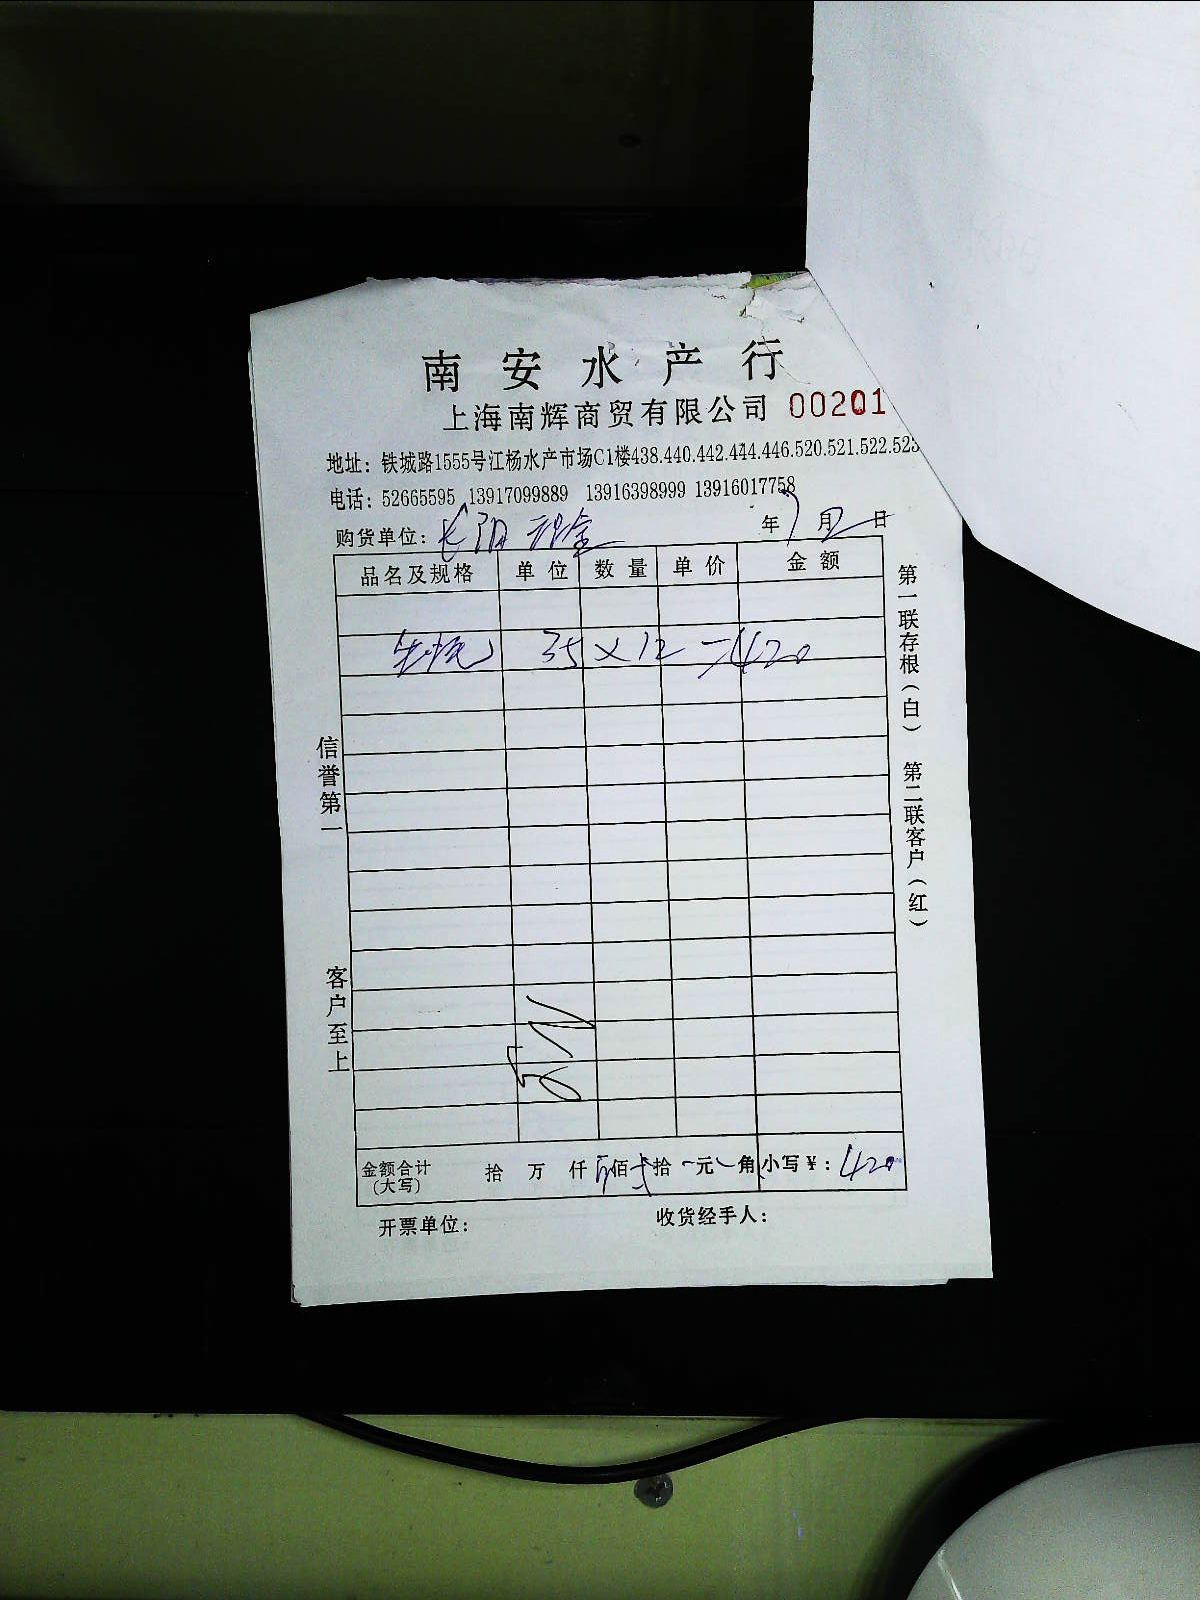 南安水产行
上海南辉商贸有限公司 00201
地址：铁城路1555号江杨水产市场C1楼438.440.442.444.446.520.521.522.523
电话：52665595 13917099889 13916398999 13916017758
购货单位：长阳 年7月2日
品名及规格 单位 数量 单价 金额
35×12=420
信誉第一
客户至上
第一联存根（白）
第二联客户（红）
金额合计（大写） 拾 万 仟 佰 拾 元 角 小写￥：420
开票单位： 收货经手人：